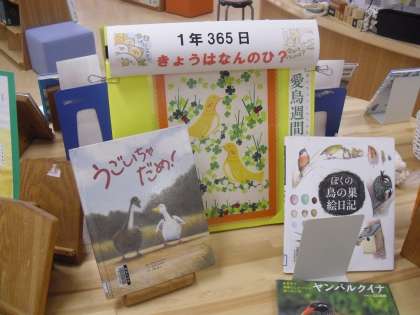 1年365日
きょうはなんのひ？
愛鳥週間
うごいちゃ
だめ！
ぼくの
鳥の巣
絵日記
ヤンバルクイナ